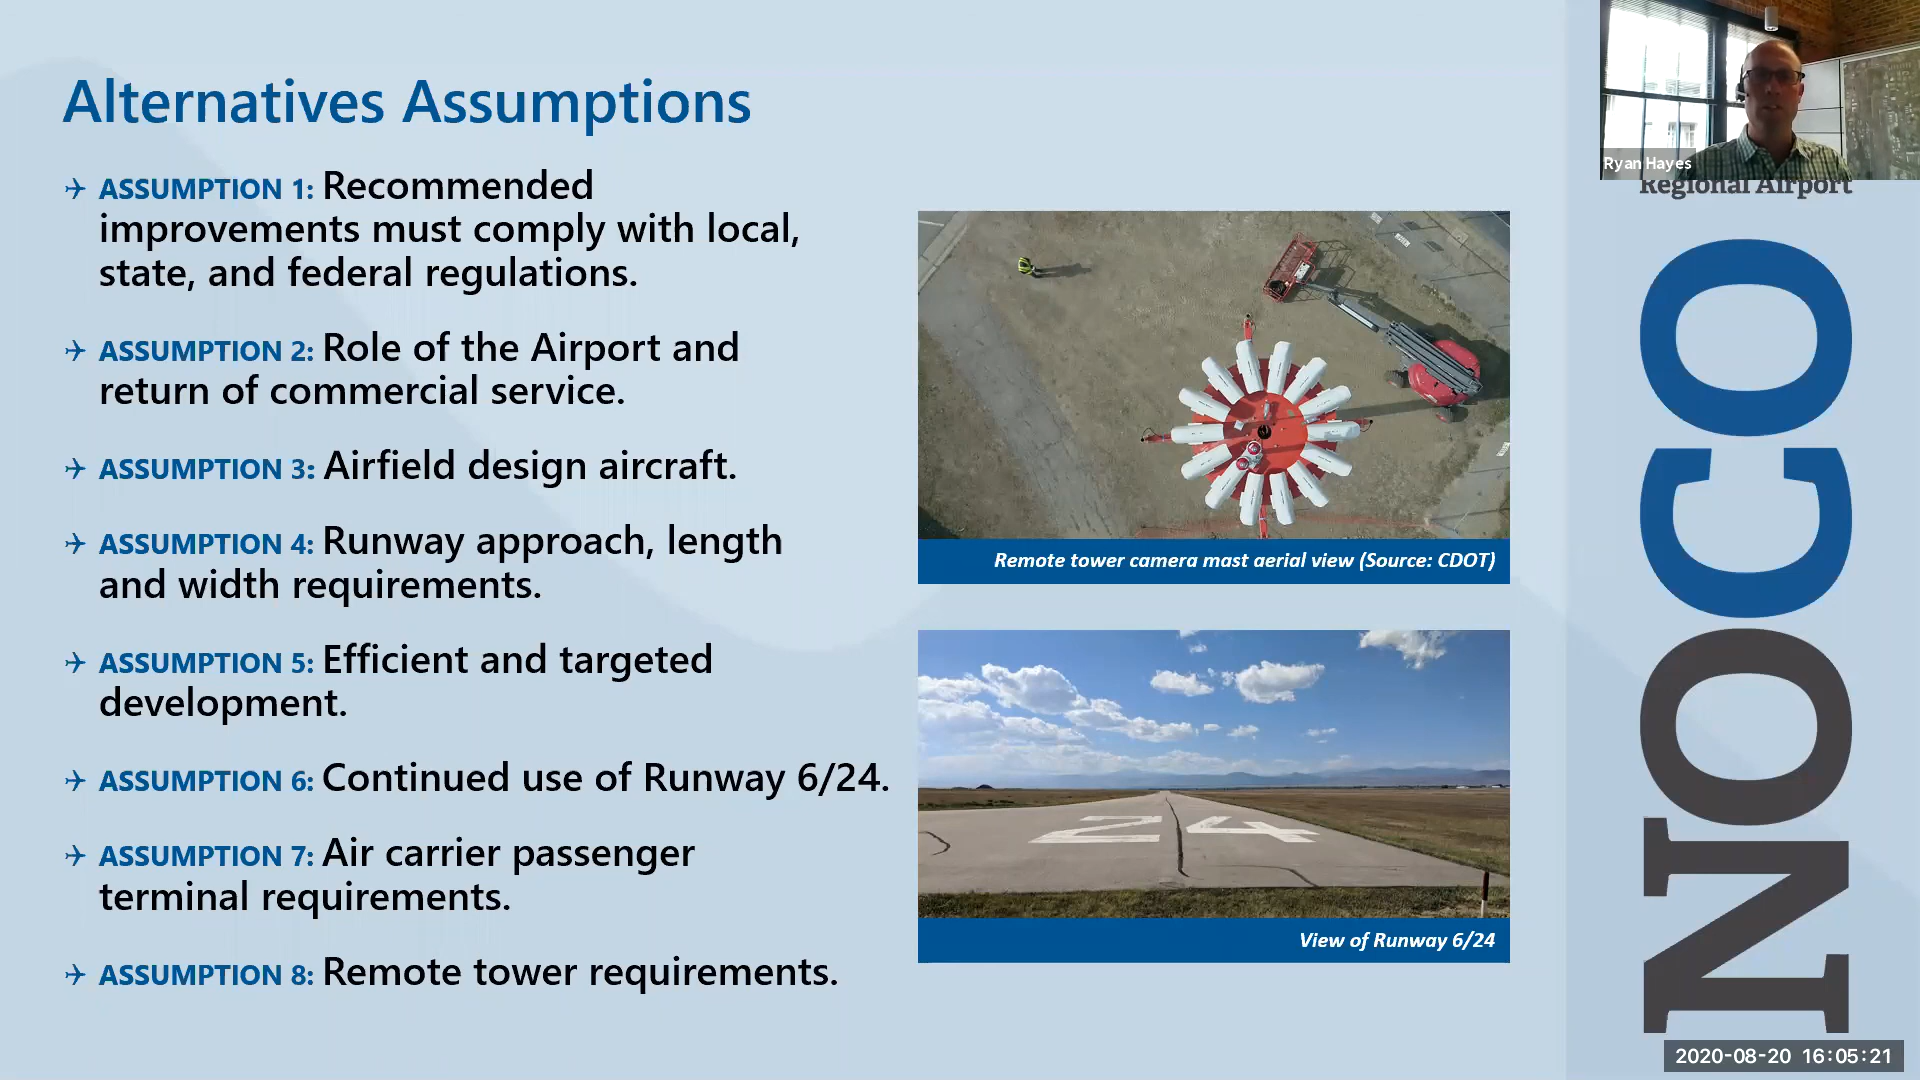 Alternatives Assumptions
✈ ASSUMPTION 1: Recommended
improvements must comply with local,
state, and federal regulations.
✈ ASSUMPTION 2: Role of the Airport and
return of commercial service.
✈ ASSUMPTION 3: Airfield design aircraft.
✈ ASSUMPTION 4: Runway approach, length
and width requirements.
✈ ASSUMPTION 5: Efficient and targeted
development.
✈ ASSUMPTION 6: Continued use of Runway 6/24.
✈ ASSUMPTION 7: Air carrier passenger
terminal requirements.
✈ ASSUMPTION 8: Remote tower requirements.
Remote tower camera mast aerial view (Source: CDOT)
24
View of Runway 6/24
Ryan Hayes
Regional Airport
NOCO
2020-08-20 16:05:21